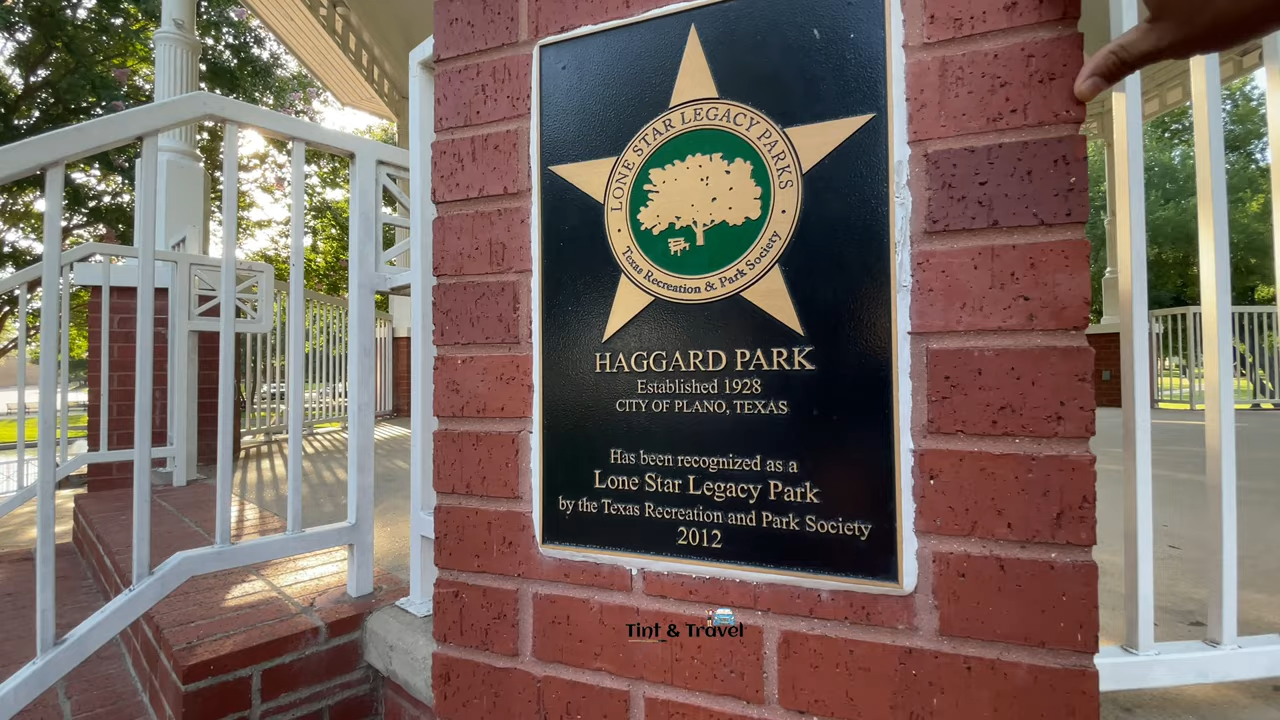 LONE STAR LEGACY PARKS
Texas Recreation & Park Society
HAGGARD PARK
Established 1928
CITY OF PLANO, TEXAS
Has been recognized as a
Lone Star Legacy Park
by the Texas Recreation and Park Society
2012
Tint & Travel